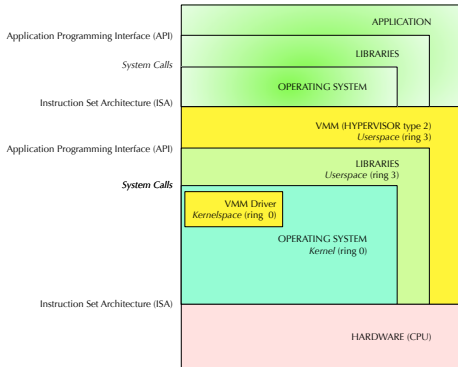 APPLICATION
Application Programming Interface (API)
LIBRARIES
System Calls
OPERATING SYSTEM
Instruction Set Architecture (ISA)
VMM (HYPERVISOR type 2)
Userspace (ring 3)
Application Programming Interface (API)
LIBRARIES
Userspace (ring 3)
System Calls
VMM Driver
Kernelspace (ring 0)
OPERATING SYSTEM
Kernel (ring 0)
Instruction Set Architecture (ISA)
HARDWARE (CPU)